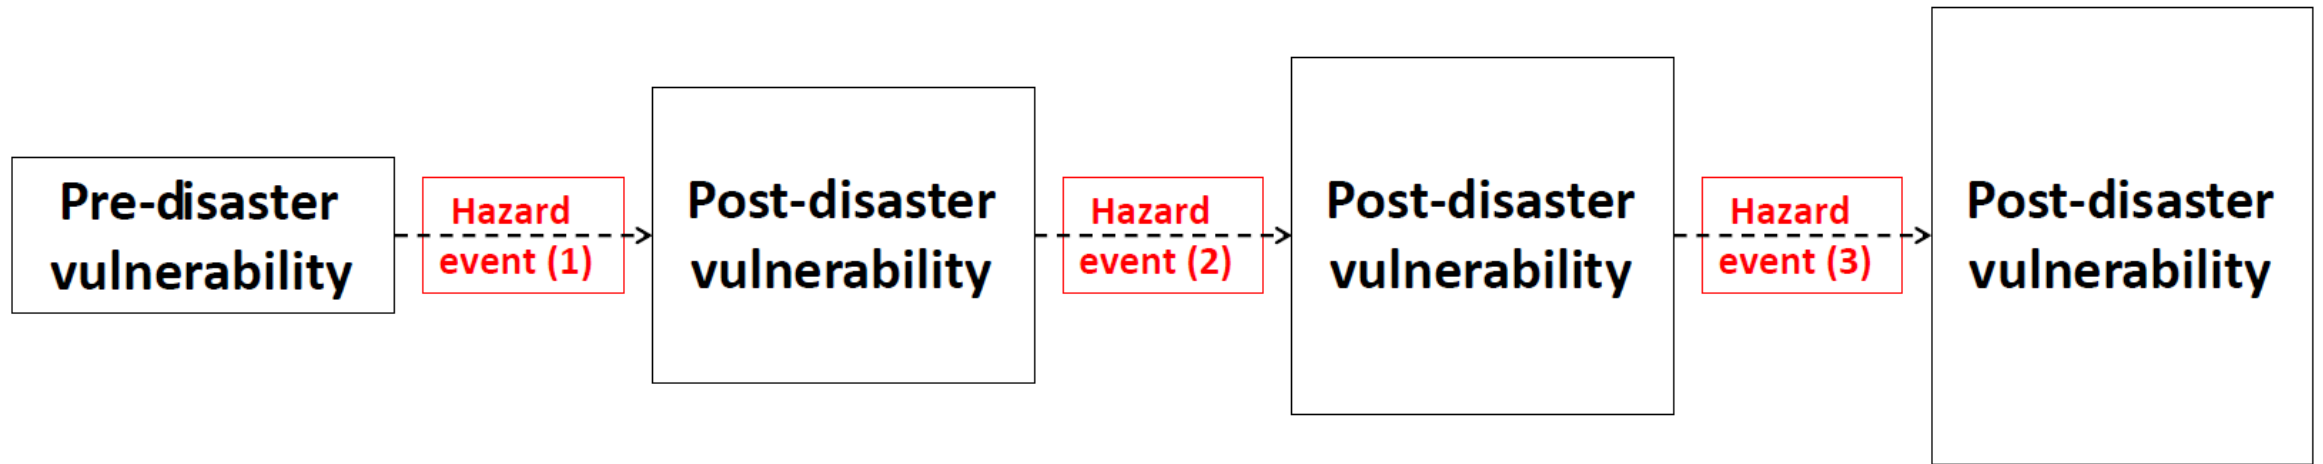 Pre-disaster
vulnerability
Hazard
event (1)
Post-disaster
vulnerability
Hazard
event (2)
Post-disaster
vulnerability
Hazard
event (3)
Post-disaster
vulnerability